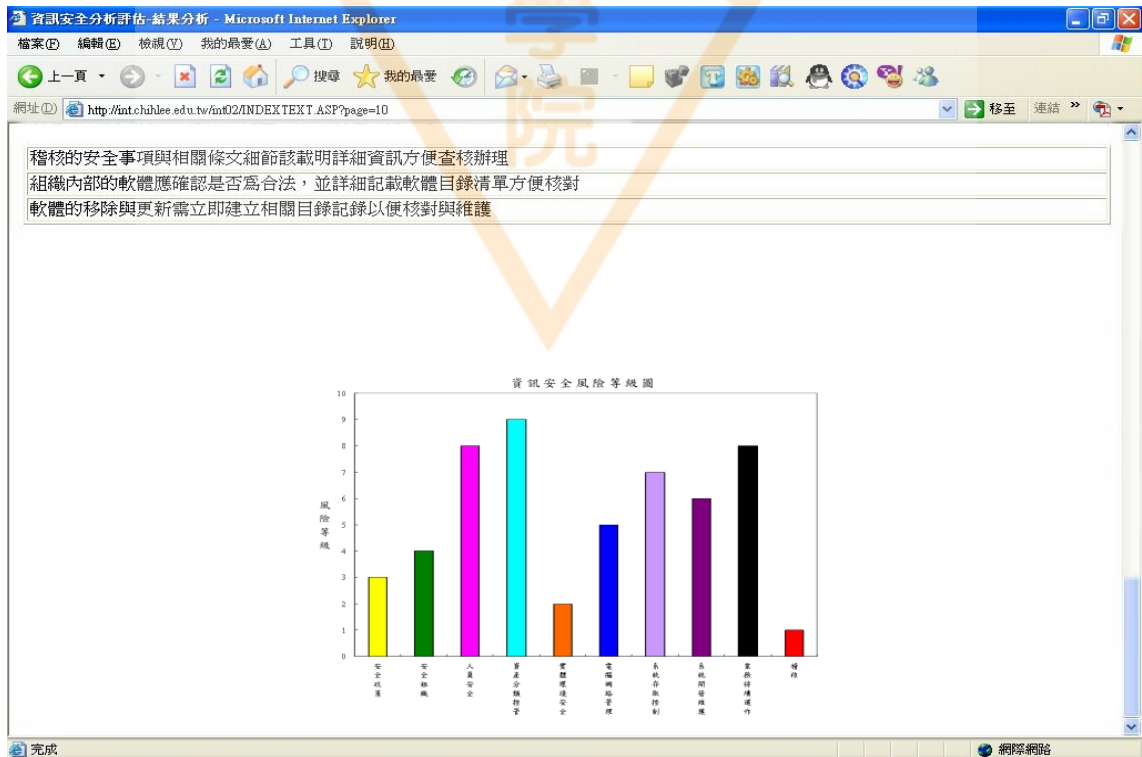 資訊安全分析評估-結果分析 - Microsoft Internet Explorer
檔案(F) 編輯(E) 檢視(V) 我的最愛(A) 工具(T) 說明(H)
上一頁 搜尋 我的最愛
網址(D) http://int.chihlee.edu.tw/int02/INDEXTEXT.ASP?page=10 移至 連結 »
學院
稽核的安全事項與相關條文細節該載明詳細資訊方便查核辦理
組織內部的軟體應確認是否為合法，並詳細記載軟體目錄清單方便核對
軟體的移除與更新需立即建立相關目錄記錄以便核對與維護
資訊安全風險等級圖
風險等級
10
9
8
7
6
5
4
3
2
1
0
安全政策
安全組織
人員安全
資產分類控管
實體環境安全
電腦網路管理
系統存取控制
系統開發維護
業務持續運作
稽核
完成 網際網路